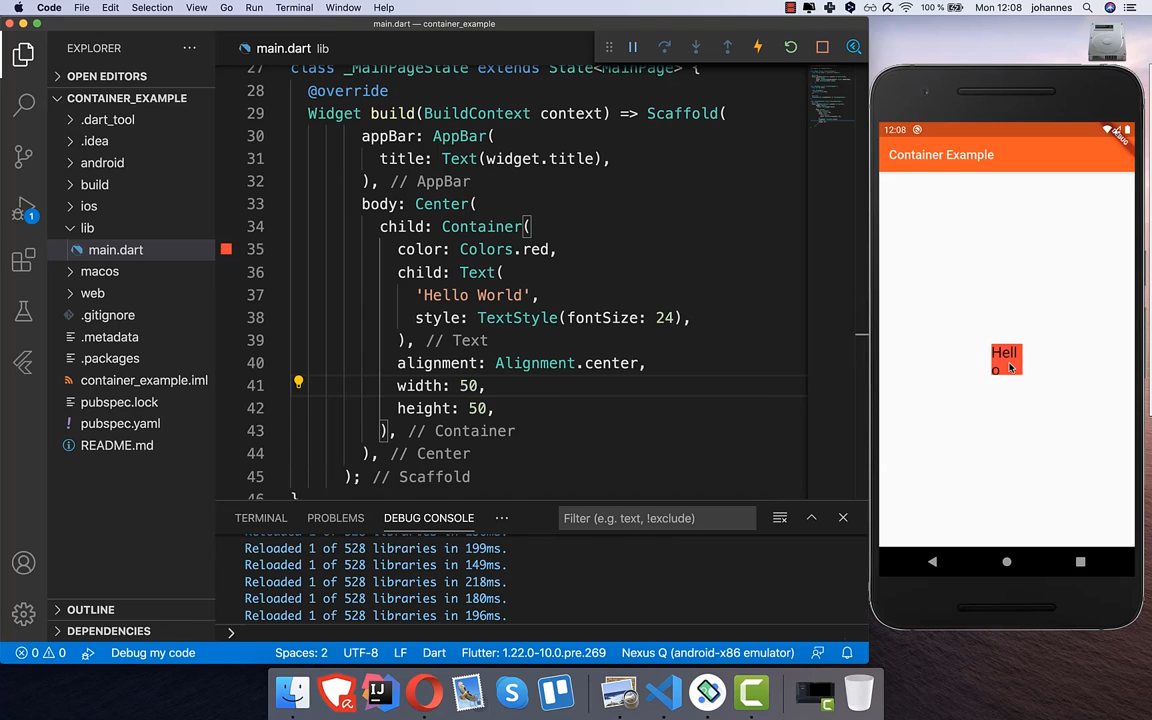 Code File Edit Selection View Go Run Terminal Window Help 100 % Mon 12:08 johannes
main.dart — container_example
EXPLORER
OPEN EDITORS
CONTAINER_EXAMPLE
.dart_tool
.idea
android
build
ios
lib
main.dart
macos
web
.gitignore
.metadata
.packages
container_example.iml
pubspec.lock
pubspec.yaml
README.md
OUTLINE
DEPENDENCIES
1
main.dart lib
27 class _MainPageState extends State<MainPage> {
28 @override
29 Widget build(BuildContext context) => Scaffold(
30 appBar: AppBar(
31 title: Text(widget.title),
32 ), // AppBar
33 body: Center(
34 child: Container(
35 color: Colors.red,
36 child: Text(
37 'Hello World',
38 style: TextStyle(fontSize: 24),
39 ), // Text
40 alignment: Alignment.center,
41 width: 50,
42 height: 50,
43 ), // Container
44 ), // Center
45 ); // Scaffold
46 }
TERMINAL PROBLEMS DEBUG CONSOLE ... Filter (e.g. text, !exclude)
Reloaded 1 of 528 libraries in 199ms.
Reloaded 1 of 528 libraries in 149ms.
Reloaded 1 of 528 libraries in 218ms.
Reloaded 1 of 528 libraries in 180ms.
Reloaded 1 of 528 libraries in 196ms.
0 0 Debug my code Spaces: 2 UTF-8 LF Dart Flutter: 1.22.0-10.0.pre.269 Nexus Q (android-x86 emulator)
12:08
DEBUG
Container Example
Hell
o